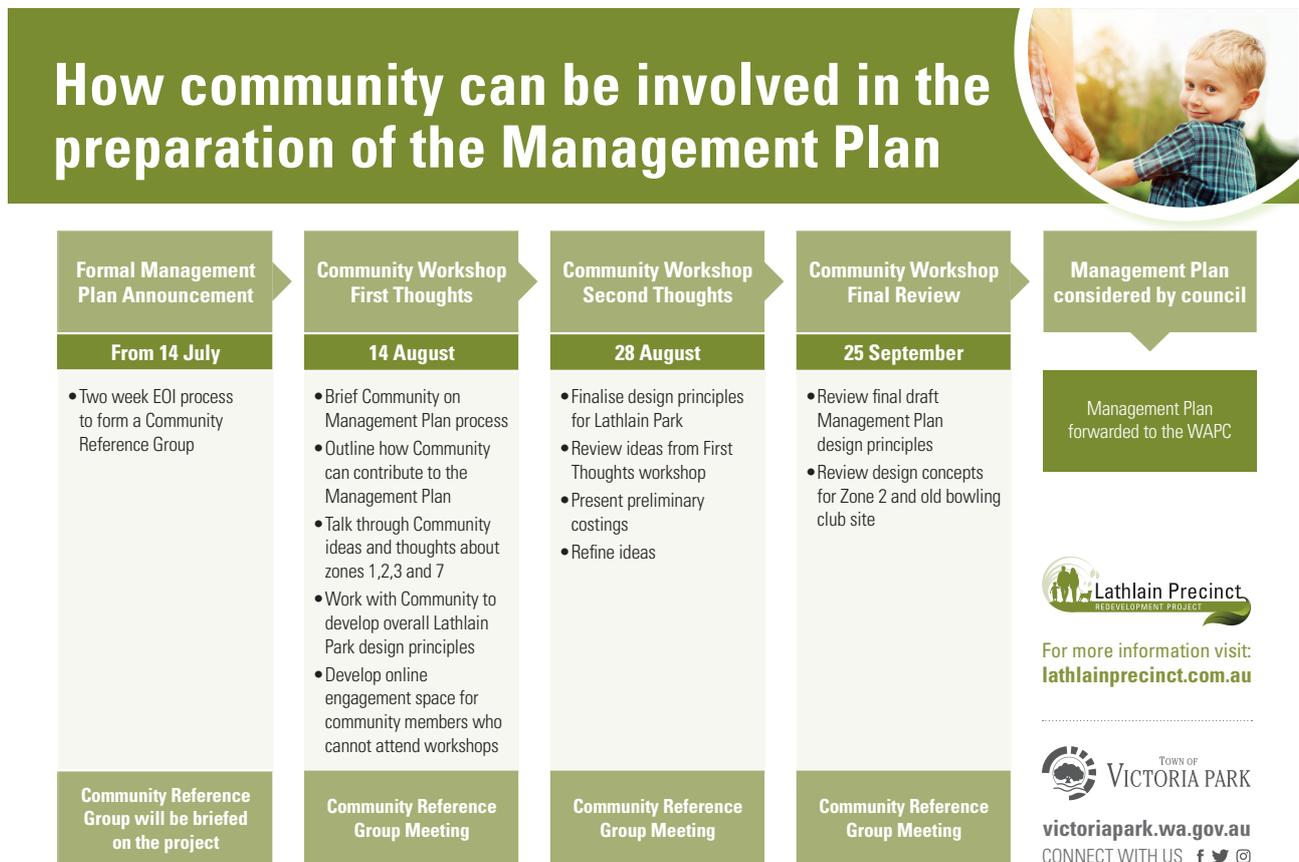 How community can be involved in the
preparation of the Management Plan
Formal Management
Plan Announcement
From 14 July
• Two week EOI process
to form a Community
Reference Group
Community Reference
Group will be briefed
on the project
Community Workshop
First Thoughts
14 August
• Brief Community on
Management Plan process
• Outline how Community
can contribute to the
Management Plan
• Talk through Community
ideas and thoughts about
zones 1,2,3 and 7
• Work with Community to
develop overall Lathlain
Park design principles
• Develop online
engagement space for
community members who
cannot attend workshops
Community Reference
Group Meeting
Community Workshop
Second Thoughts
28 August
• Finalise design principles
for Lathlain Park
• Review ideas from First
Thoughts workshop
• Present preliminary
costings
• Refine ideas
Community Reference
Group Meeting
Community Workshop
Final Review
25 September
• Review final draft
Management Plan
design principles
• Review design concepts
for Zone 2 and old bowling
club site
Community Reference
Group Meeting
Management Plan
considered by council
Management Plan
forwarded to the WAPC
Lathlain Precinct
REDEVELOPMENT PROJECT
For more information visit:
lathlainprecinct.com.au
TOWN OF
VICTORIA PARK
victoriapark.wa.gov.au
CONNECT WITH US